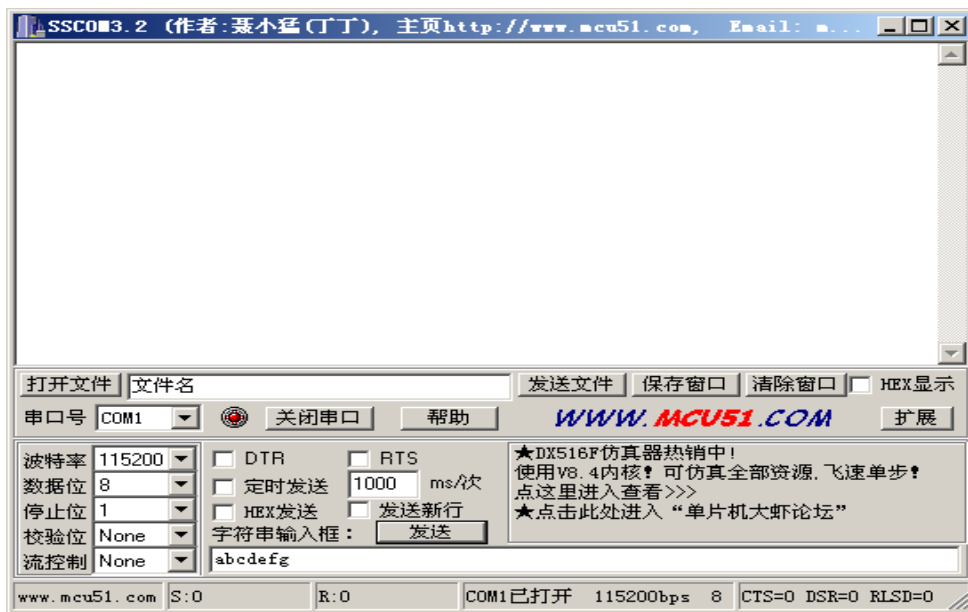 SSCOM3.2 (作者:聂小猛(丁丁), 主页http://www.mcu51.com, Email: m...
打开文件 文件名 发送文件 保存窗口 清除窗口 HEX显示
串口号 COM1 关闭串口 帮助 WWW.MCU51.COM 扩展
波特率 115200 DTR RTS
数据位 8 定时发送 1000 ms/次
停止位 1 HEX发送 发送新行
校验位 None 字符串输入框: 发送
流控制 None abcdefg
★DX516F仿真器热销中!
使用V8.4内核! 可仿真全部资源,飞速单步!
点这里进入查看>>>
★点击此处进入“单片机大虾论坛”
www.mcu51.com S:0 R:0 COM1已打开 115200bps 8 CTS=0 DSR=0 RLSD=0